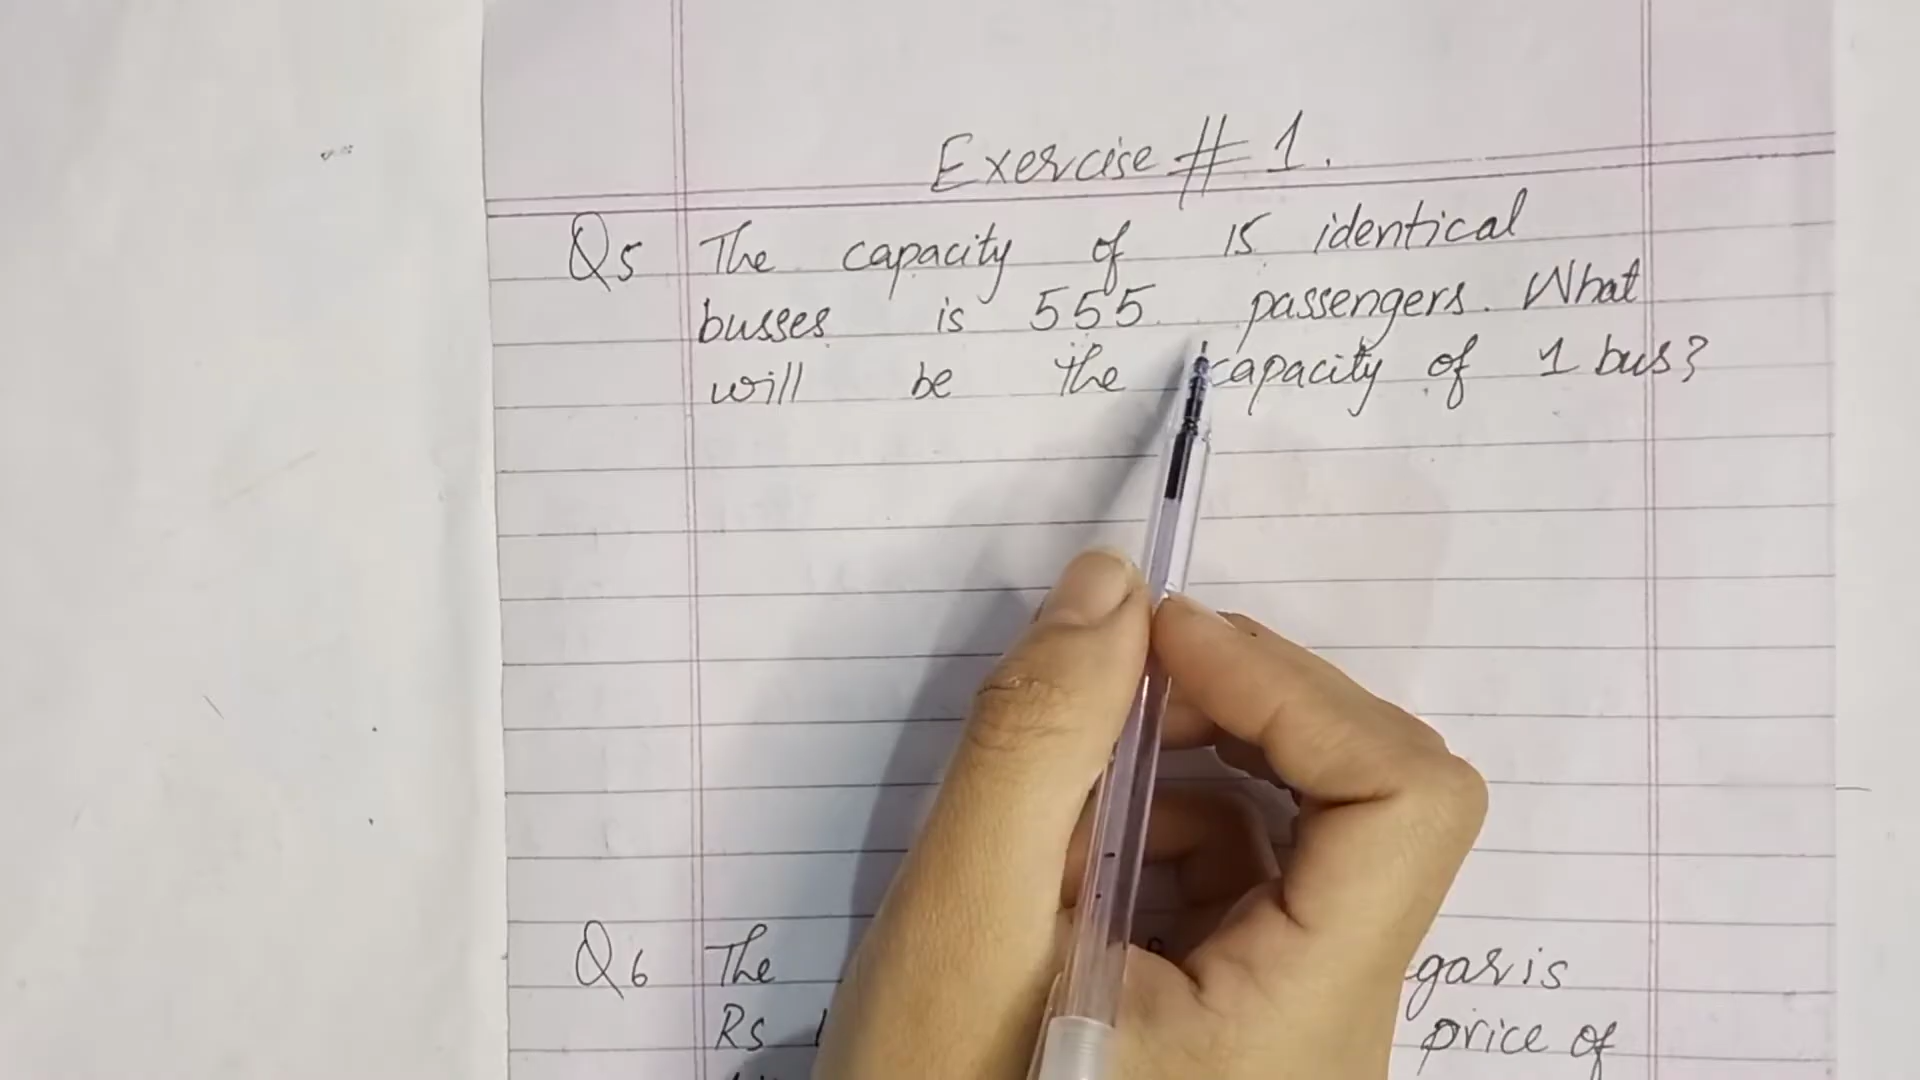 Exercise # 1.
Q5 The capacity of 15 identical
busses is 555 passengers. What
will be the capacity of 1 bus?
Q6 The is
Rs price of